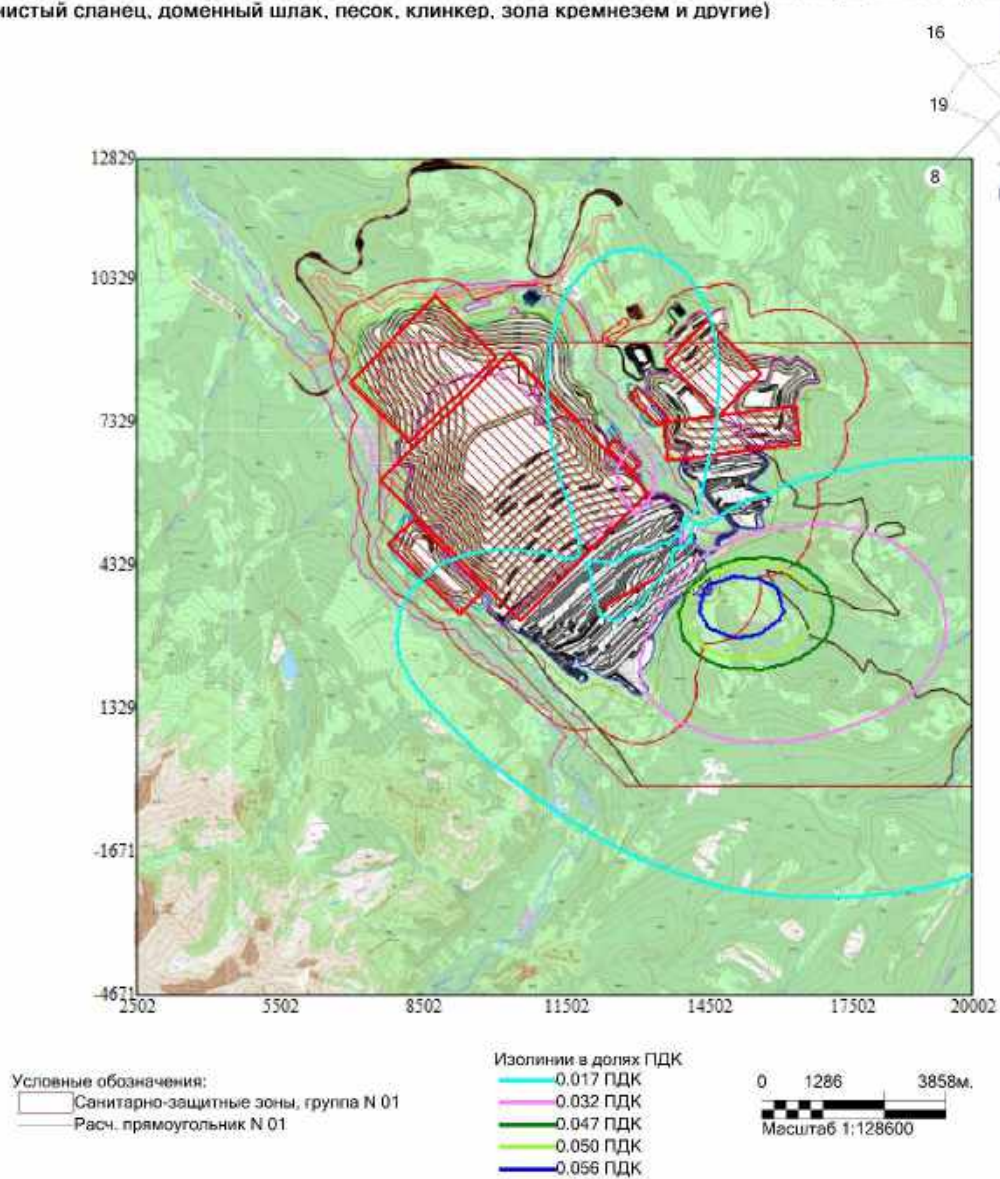 нистый сланец, доменный шлак, песок, клинкер, зола кремнезем и другие)
16
19
8
12829
10329
7329
4329
1329
-1671
-4671
2502 5502 8502 11502 14502 17502 20002
Условные обозначения:
Санитарно-защитные зоны, группа N 01
Расч. прямоугольник N 01
Изолинии в долях ПДК
0.017 ПДК
0.032 ПДК
0.047 ПДК
0.050 ПДК
0.056 ПДК
0 1286 3858м.
Масштаб 1:128600